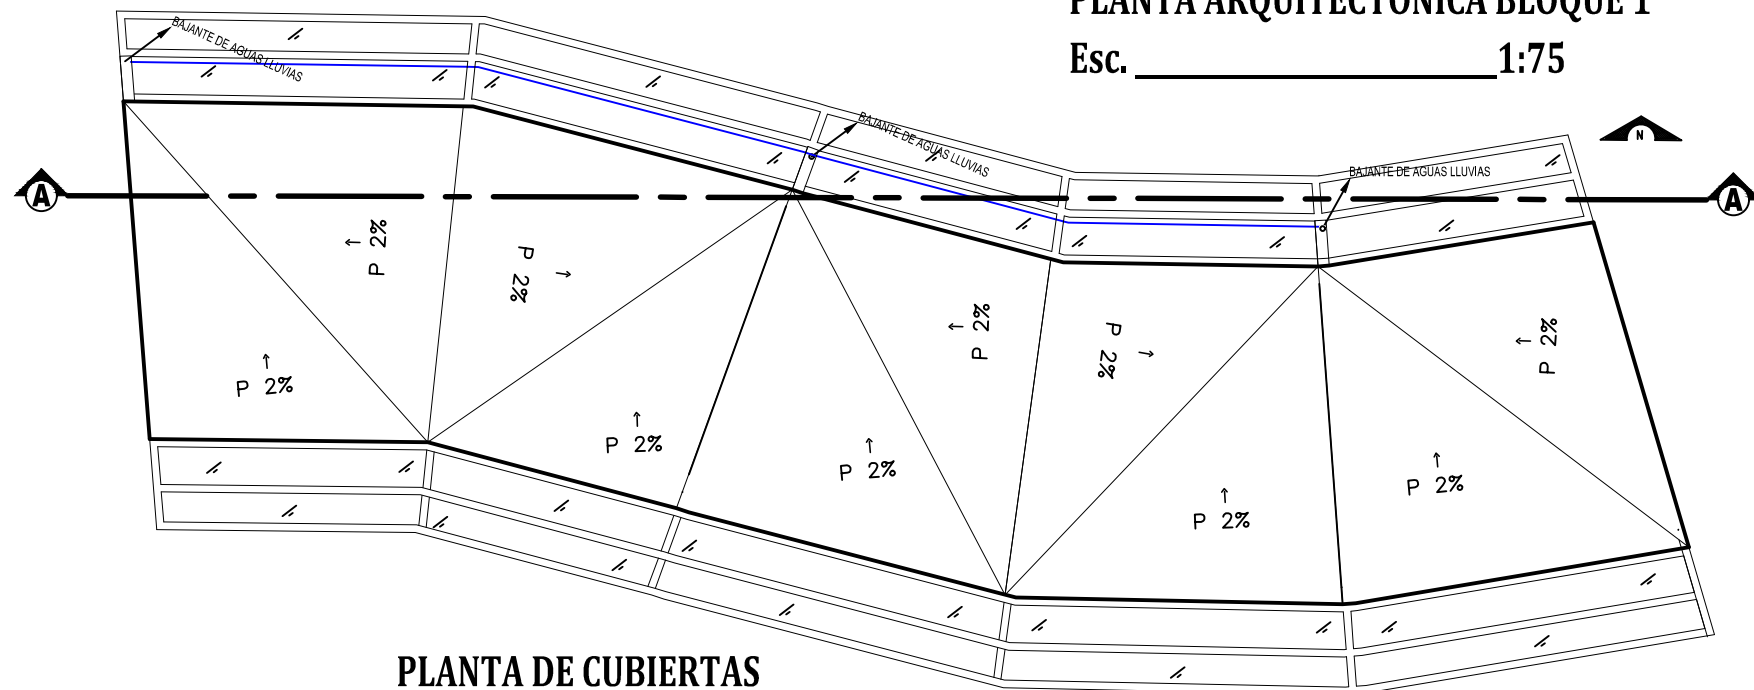 PLANTA ARQUITECTONICA BLOQUE 1
Esc. 1:75
BAJANTE DE AGUAS LLUVIAS
BAJANTE DE AGUAS LLUVIAS
N
BAJANTE DE AGUAS LLUVIAS
A
A
P 2%
P 2%
P 2%
P 2%
P 2%
P 2%
P 2%
P 2%
P 2%
P 2%
PLANTA DE CUBIERTAS